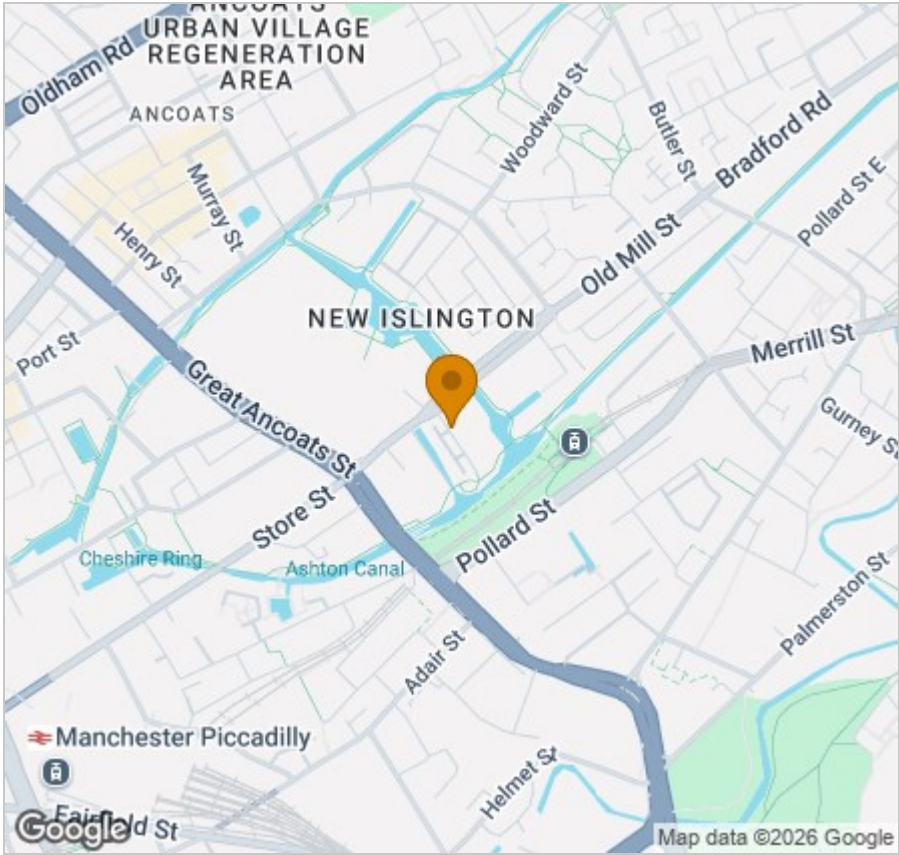 ANCOATS
URBAN VILLAGE
REGENERATION
AREA
Oldham Rd
ANCOATS
Woodward St
Butler St
Bradford Rd
Pollard St E
Murray St
Henry St
Old Mill St
NEW ISLINGTON
Port St
Merrill St
Great Ancoats St
Gurney St
Store St
Pollard St
Cheshire Ring
Ashton Canal
Palmerston St
Adair St
Manchester Piccadilly
Helmet St
Fairfield St
Google
Map data ©2026 Google